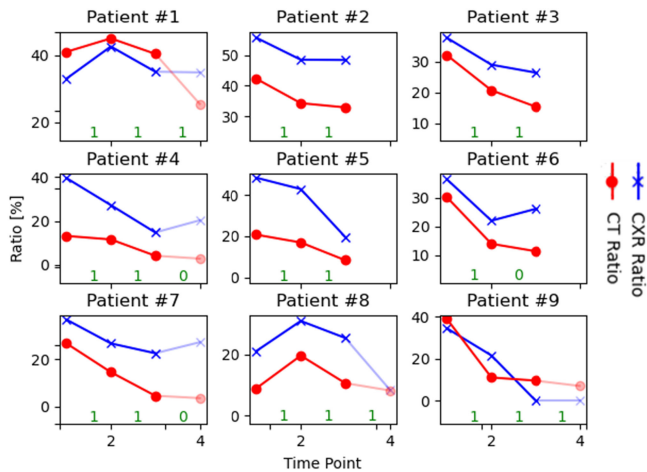 Patient #1
Patient #2
Patient #3
40
20
1 1 1
50
40
30
1 1
30
20
10
1 1
Patient #4
Patient #5
Patient #6
40
20
0
1 1 0
40
20
0
1 1
30
20
10
1 0
Patient #7
Patient #8
Patient #9
20
0
1 1 0
20
0
1 1 1
40
20
0
1 1 1
2 4
2 4
2 4
Ratio [%]
Time Point
CXR Ratio
CT Ratio